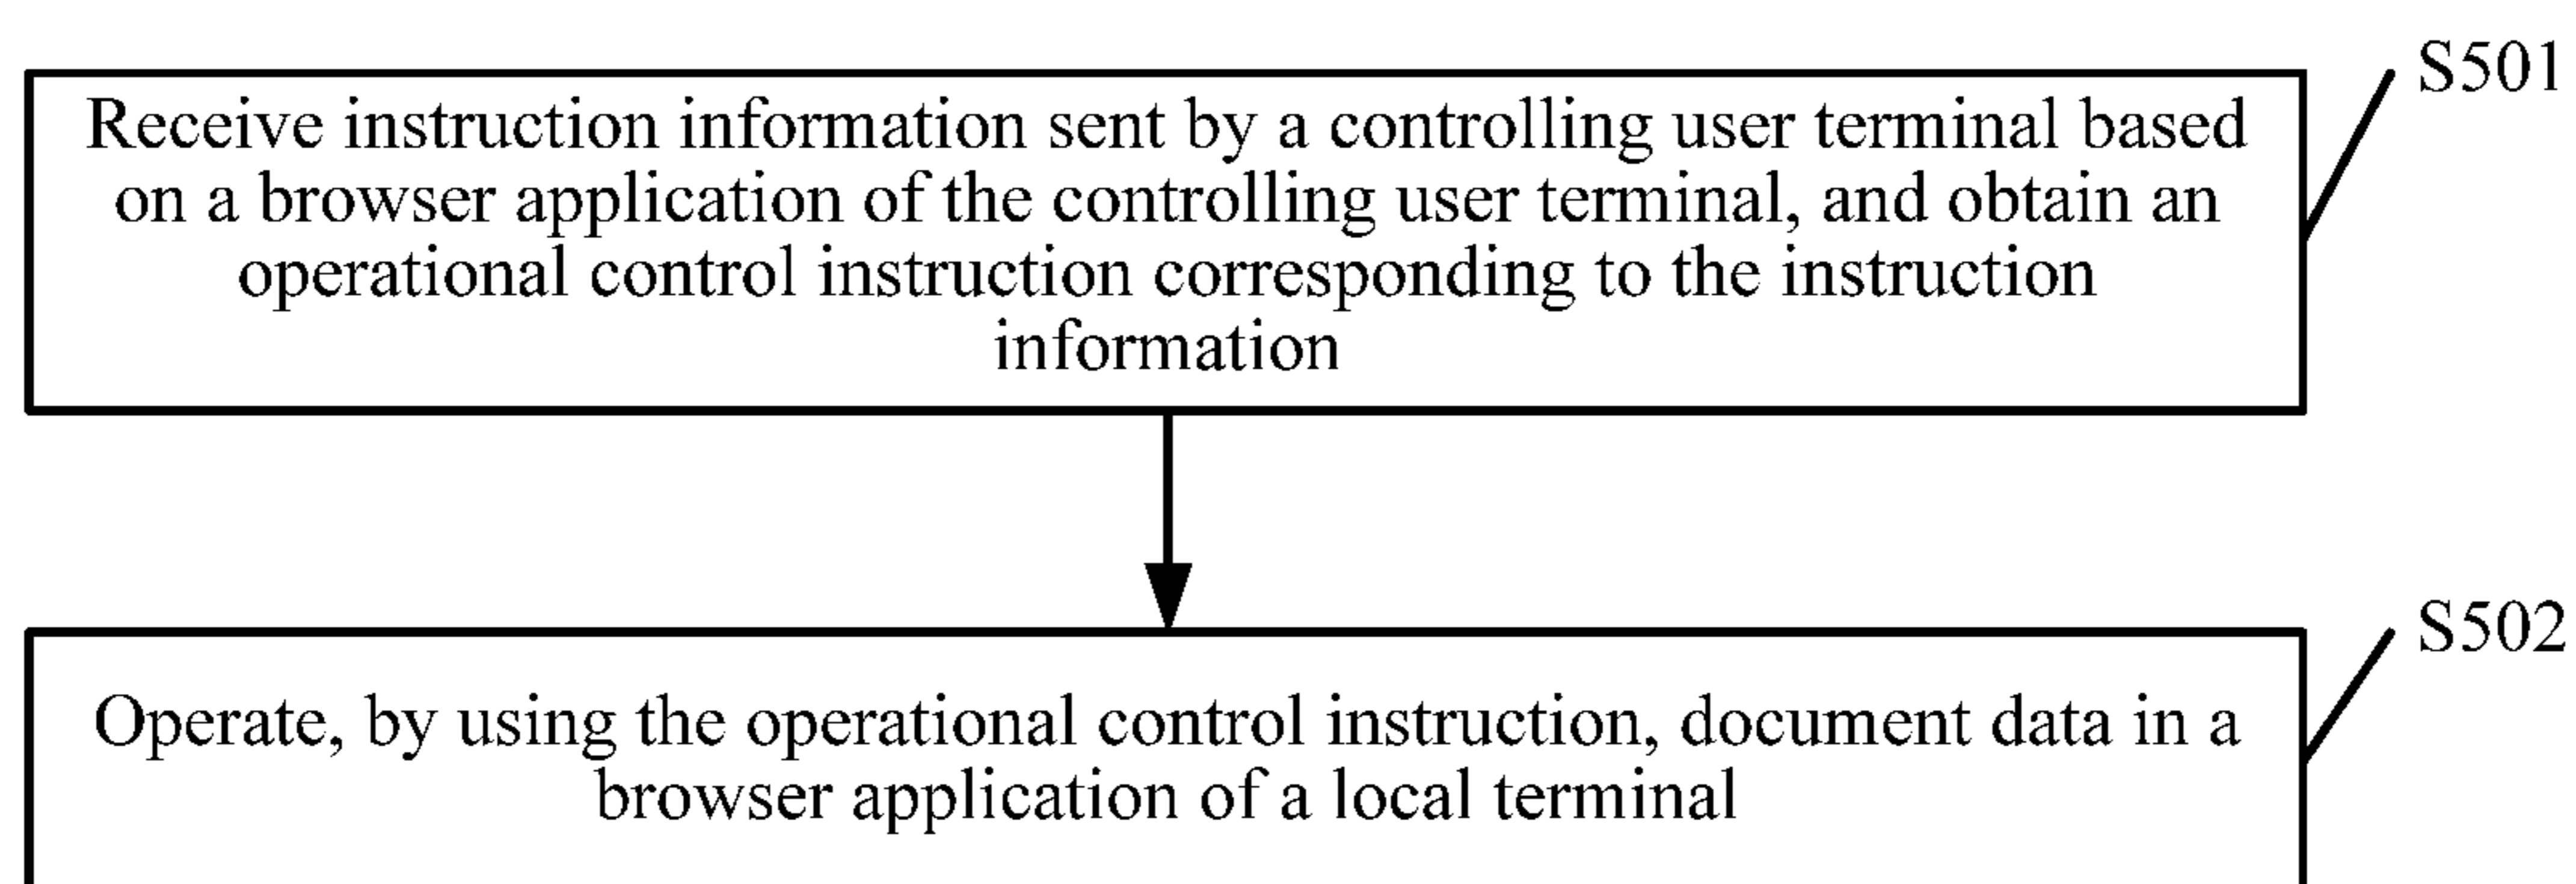 S501
Receive instruction information sent by a controlling user terminal based
on a browser application of the controlling user terminal, and obtain an
operational control instruction corresponding to the instruction
information
S502
Operate, by using the operational control instruction, document data in a
browser application of a local terminal